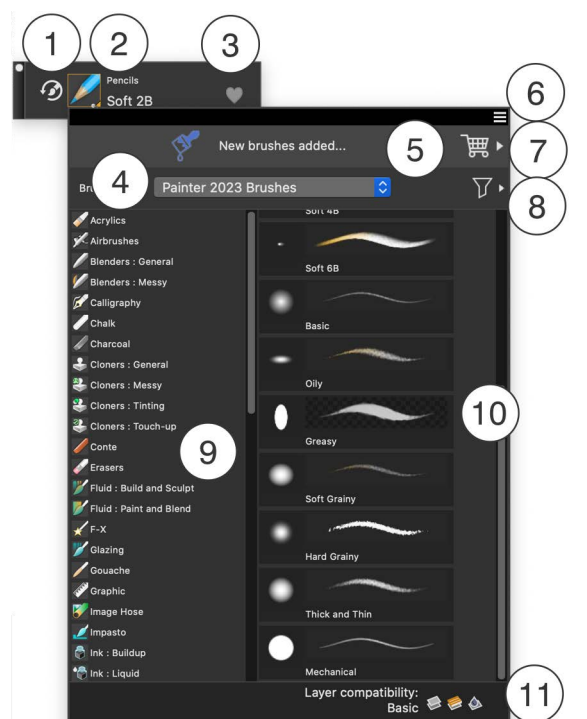 1
2
3
Pencils
Soft 2B
6
New brushes added...
5
7
4
Painter 2023 Brushes
8
Acrylics
Airbrushes
Blenders : General
Blenders : Messy
Calligraphy
Chalk
Charcoal
Cloners : General
Cloners : Messy
Cloners : Tinting
Cloners : Touch-up
Conte
Erasers
Fluid : Build and Sculpt
Fluid : Paint and Blend
F-X
Glazing
Gouache
Graphic
Image Hose
Impasto
Ink : Buildup
Ink : Liquid
9
Soft 4B
Soft 6B
Basic
Oily
Greasy
Soft Grainy
Hard Grainy
Thick and Thin
Mechanical
10
Layer compatibility:
Basic
11